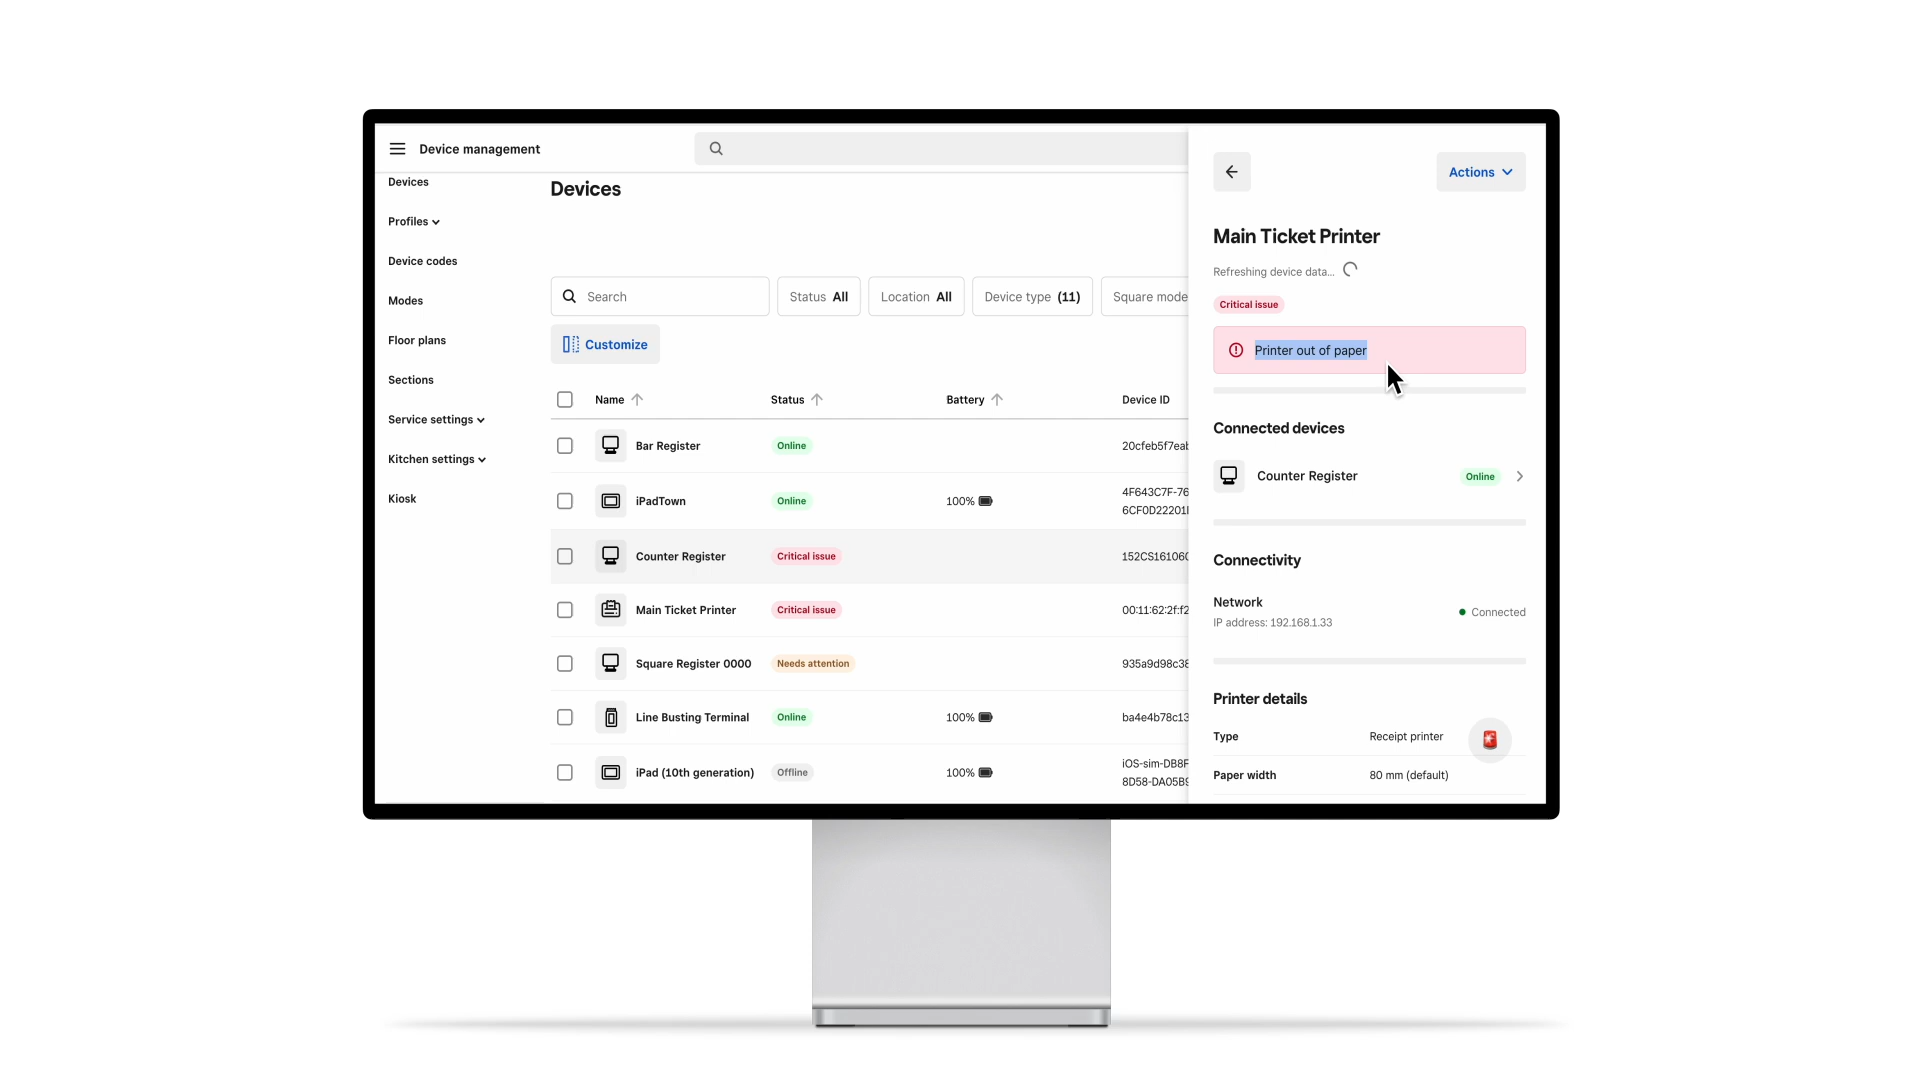 Device management
Devices
Profiles
Device codes
Modes
Floor plans
Sections
Service settings
Kitchen settings
Kiosk
Devices
Search
Status All
Location All
Device type (11)
Square mode
Customize
Name
Status
Battery
Device ID
Bar Register
Online
20cfeb5f7eab
iPadTown
Online
100%
4F643C7F-76
6CF0D22201
Counter Register
Critical issue
152CS161060
Main Ticket Printer
Critical issue
00:11:62:2f:f2
Square Register 0000
Needs attention
935a9d98c38
Line Busting Terminal
Online
100%
ba4e4b78c13
iPad (10th generation)
Offline
100%
iOS-sim-DB8F
8D58-DA05B9
Actions
Main Ticket Printer
Refreshing device data...
Critical issue
Printer out of paper
Connected devices
Counter Register
Online
Connectivity
Network
IP address: 192.168.1.33
Connected
Printer details
Type
Receipt printer
Paper width
80 mm (default)